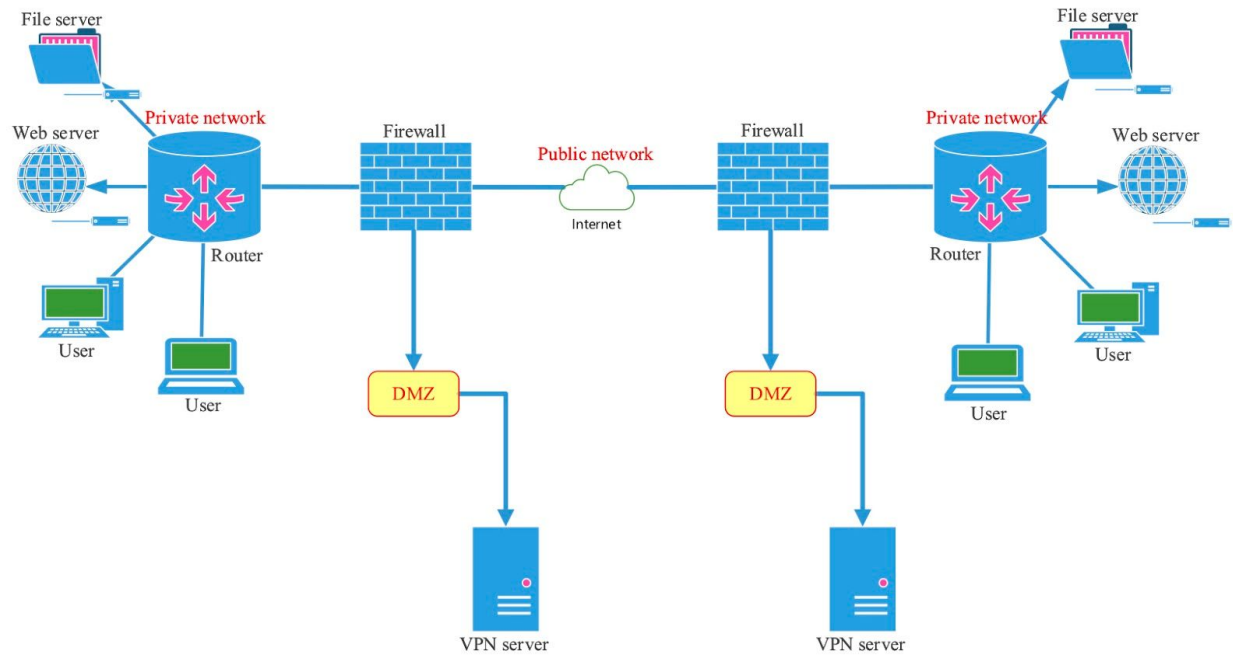 File server
File server
Private network
Private network
Web server
Firewall
Firewall
Web server
Public network
Internet
Router
Router
User
User
User
User
DMZ
DMZ
VPN server
VPN server